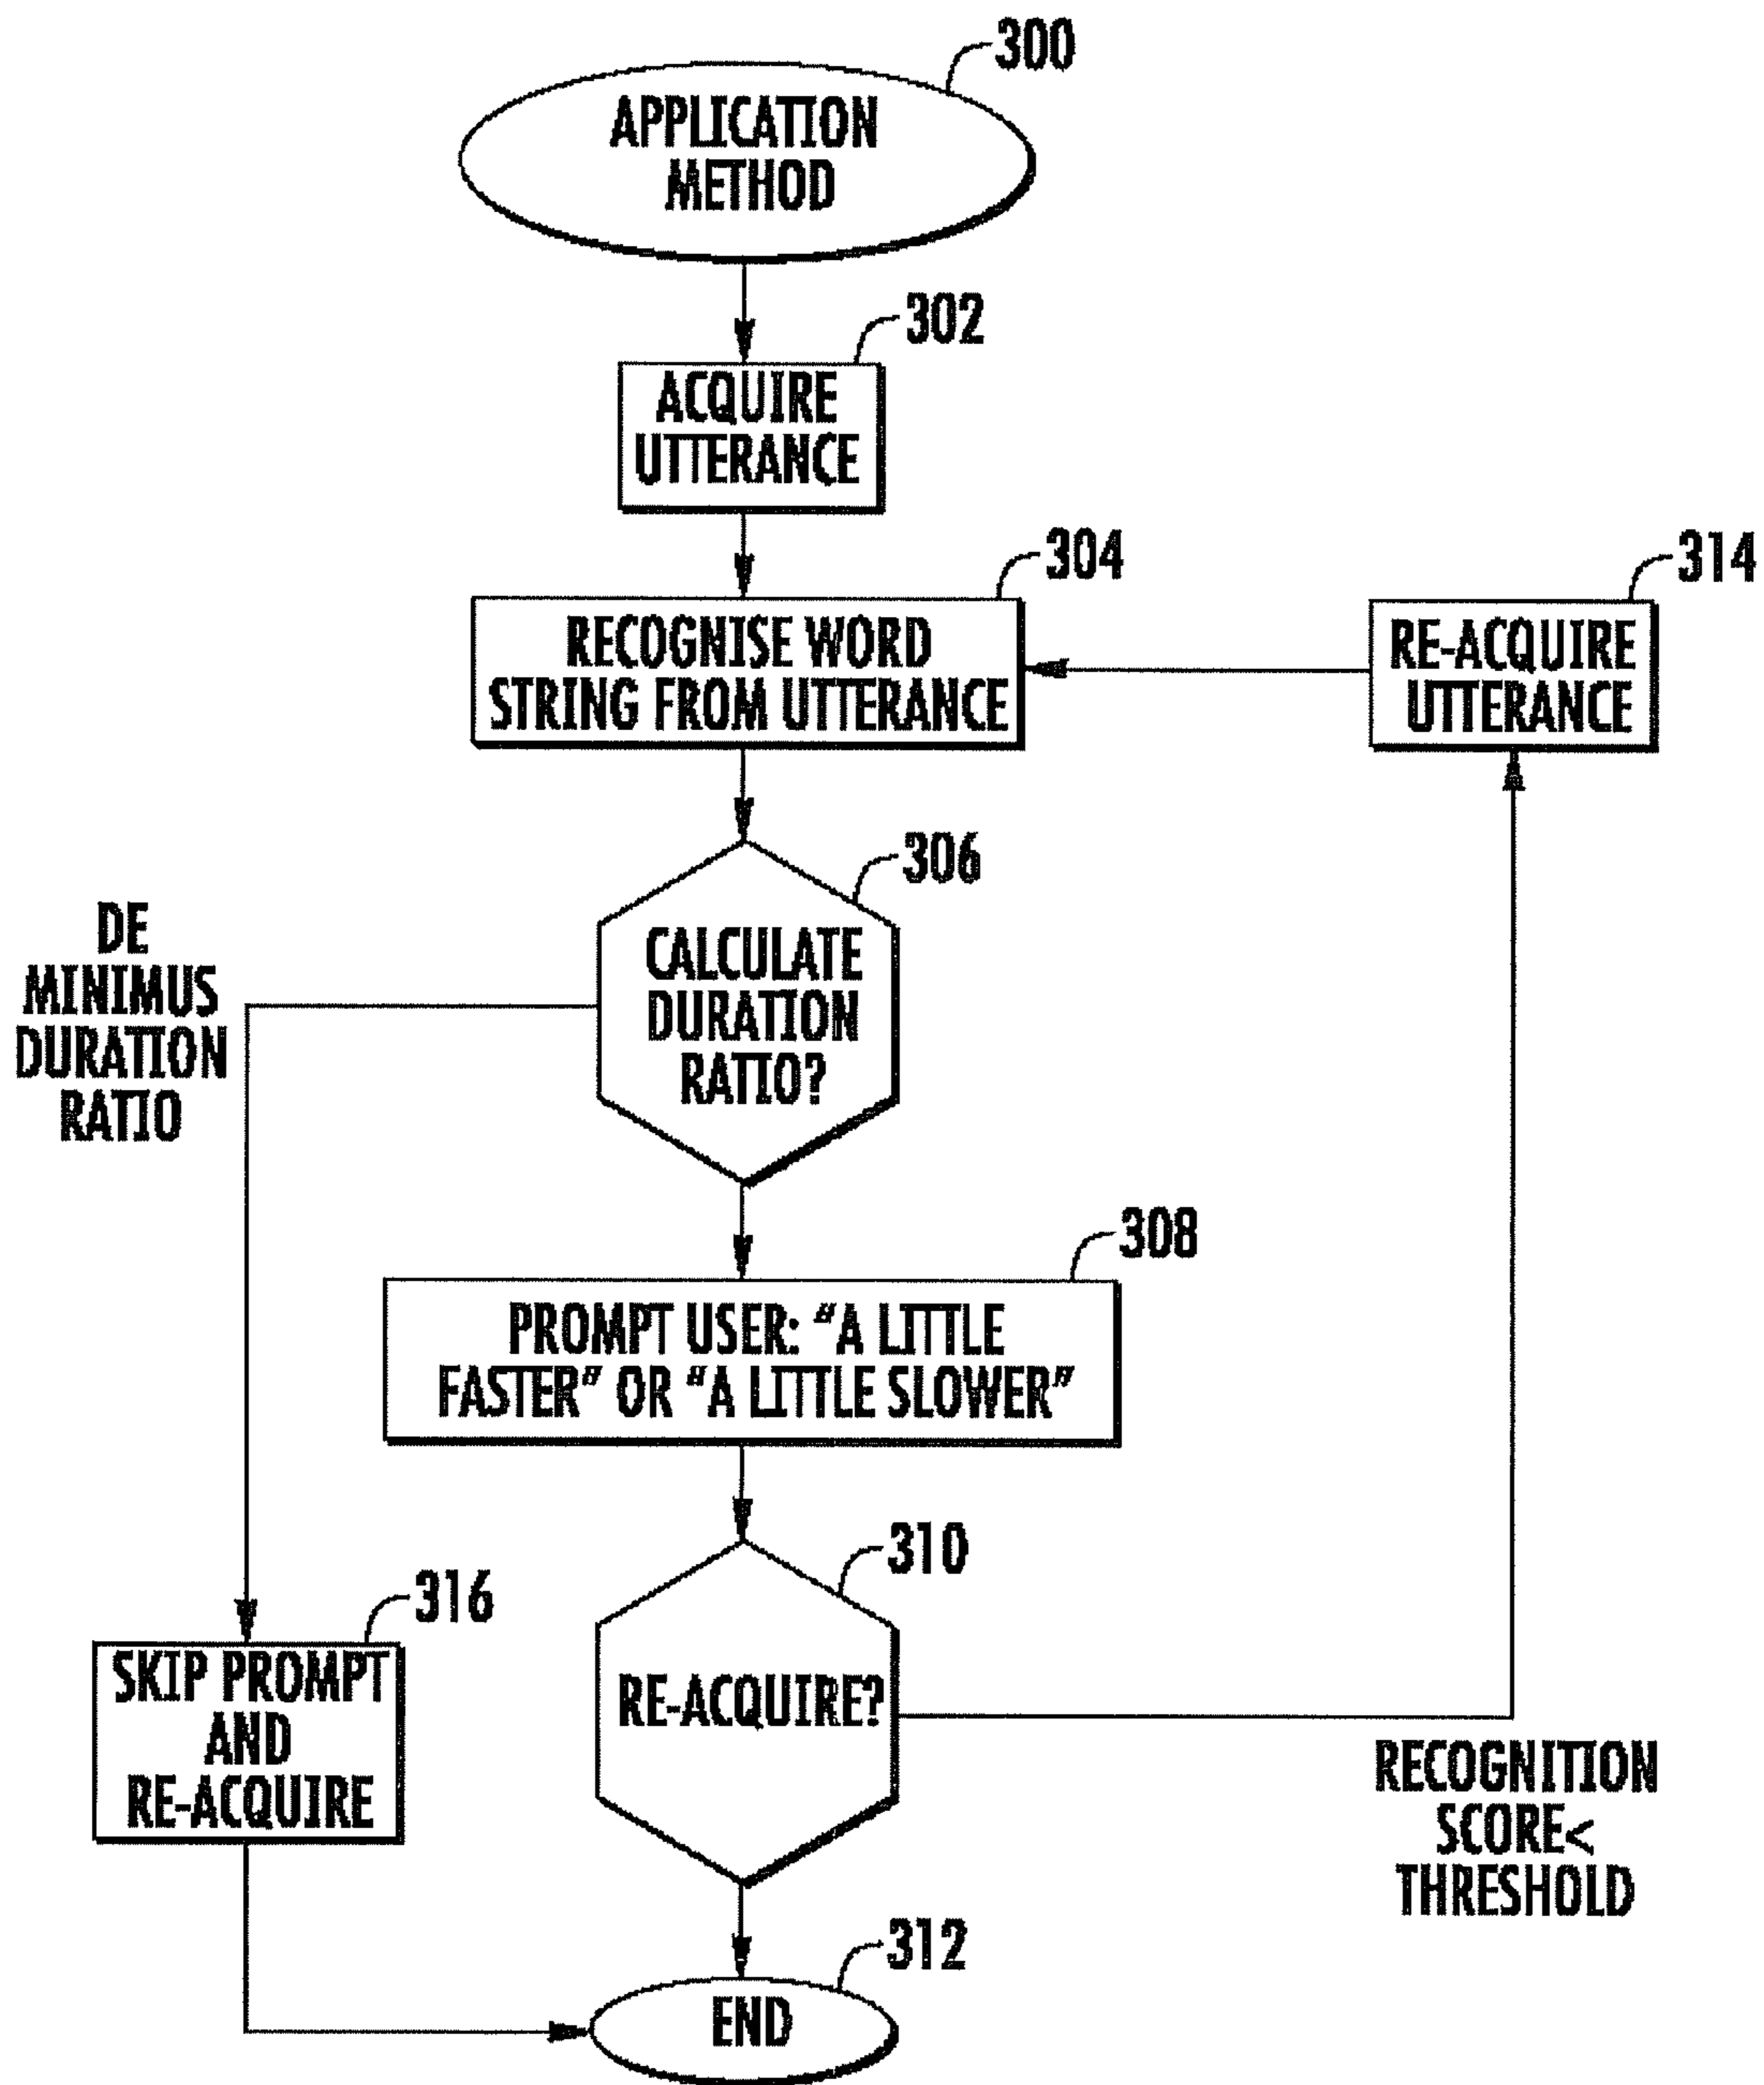 300
APPLICATION
METHOD
302
ACQUIRE
UTTERANCE
304
RECOGNISE WORD
STRING FROM UTTERANCE
314
RE-ACQUIRE
UTTERANCE
306
CALCULATE
DURATION
RATIO?
DE
MINIMUS
DURATION
RATIO
308
PROMPT USER: "A LITTLE
FASTER" OR "A LITTLE SLOWER"
310
RE-ACQUIRE?
316
SKIP PROMPT
AND
RE-ACQUIRE
RECOGNITION
SCORE<
THRESHOLD
312
END